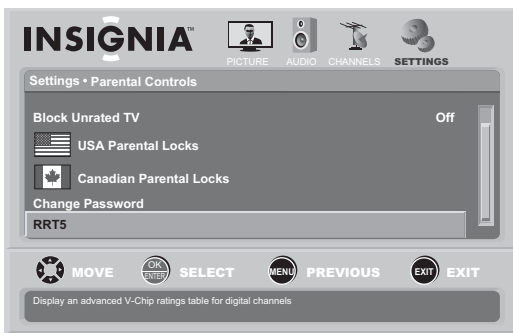 INSIGNIA™
PICTURE AUDIO CHANNELS SETTINGS
Settings • Parental Controls
Block Unrated TV Off
USA Parental Locks
Canadian Parental Locks
Change Password
RRT5
MOVE OK ENTER SELECT MENU PREVIOUS EXIT EXIT
Display an advanced V-Chip ratings table for digital channels